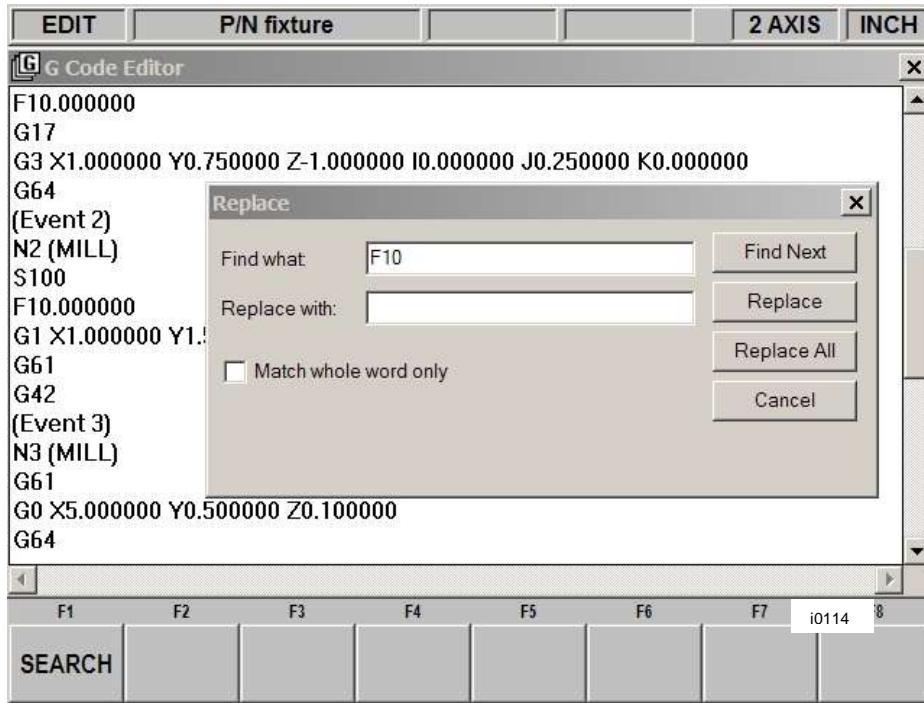 EDIT P/N fixture 2 AXIS INCH
G G Code Editor
F10.000000
G17
G3 X1.000000 Y0.750000 Z-1.000000 I0.000000 J0.250000 K0.000000
G64
(Event 2)
N2 (MILL)
S100
F10.000000
G1 X1.000000 Y1.
G61
G42
(Event 3)
N3 (MILL)
G61
G0 X5.000000 Y0.500000 Z0.100000
G64
Replace
Find what: F10
Replace with:
Match whole word only
Find Next
Replace
Replace All
Cancel
F1 F2 F3 F4 F5 F6 F7 i0114 8
SEARCH